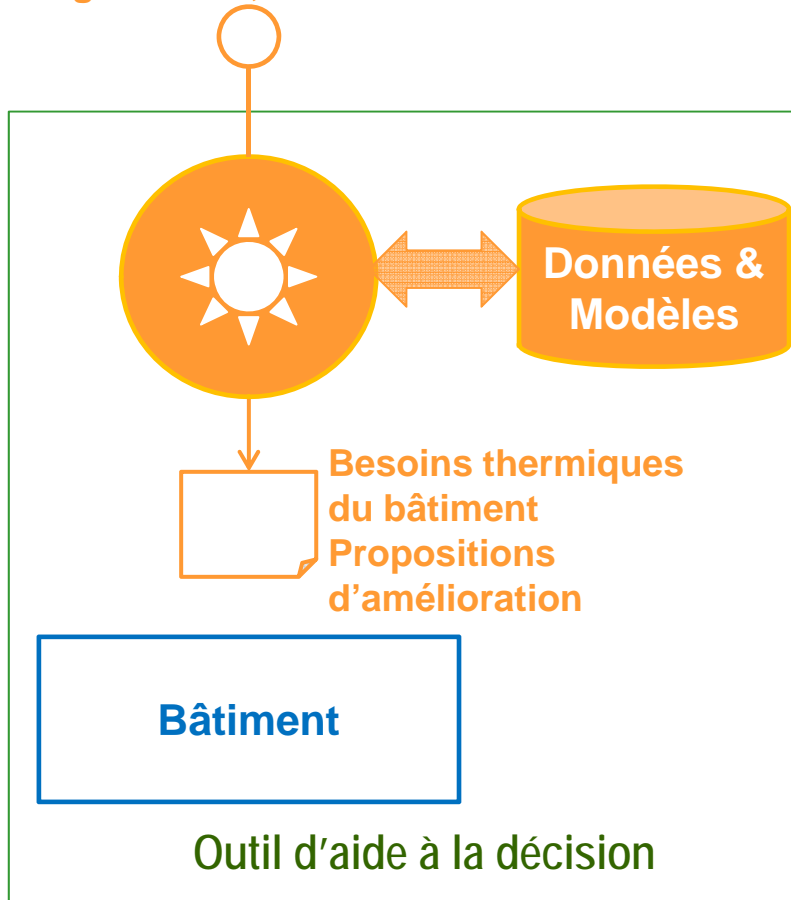 Données &
Modèles
Besoins thermiques
du bâtiment
Propositions
d’amélioration
Bâtiment
Outil d’aide à la décision